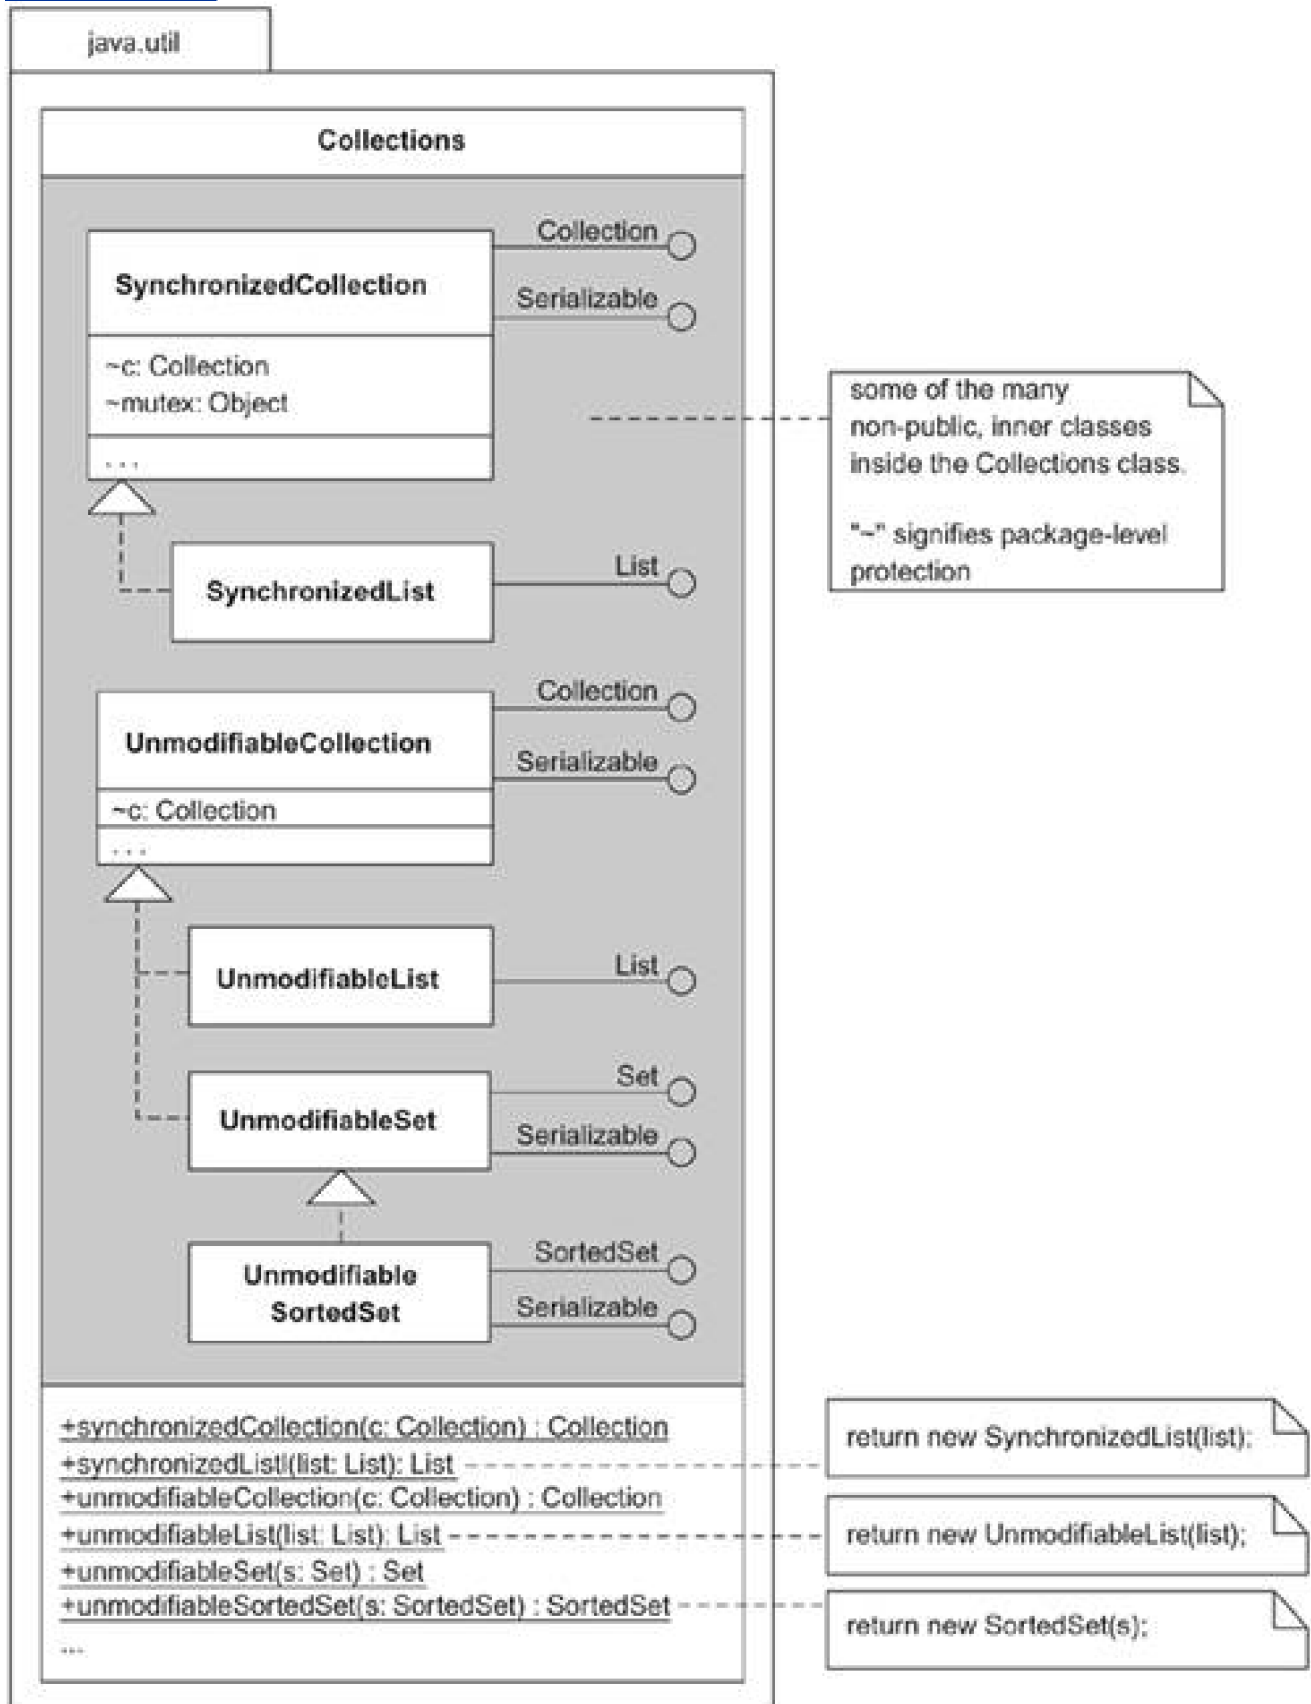 java.util
Collections
Collection
SynchronizedCollection
Serializable
~c: Collection
~mutex: Object
. . .
some of the many
non-public, inner classes
inside the Collections class.
"~" signifies package-level
protection
List
SynchronizedList
Collection
UnmodifiableCollection
Serializable
~c: Collection
. . .
List
UnmodifiableList
Set
UnmodifiableSet
Serializable
SortedSet
Unmodifiable
SortedSet
Serializable
+synchronizedCollection(c: Collection) : Collection
+synchronizedListl(list: List): List
return new SynchronizedList(list);
+unmodifiableCollection(c: Collection) : Collection
+unmodifiableList(list: List): List
return new UnmodifiableList(list);
+unmodifiableSet(s: Set) : Set
+unmodifiableSortedSet(s: SortedSet) : SortedSet
return new SortedSet(s);
...